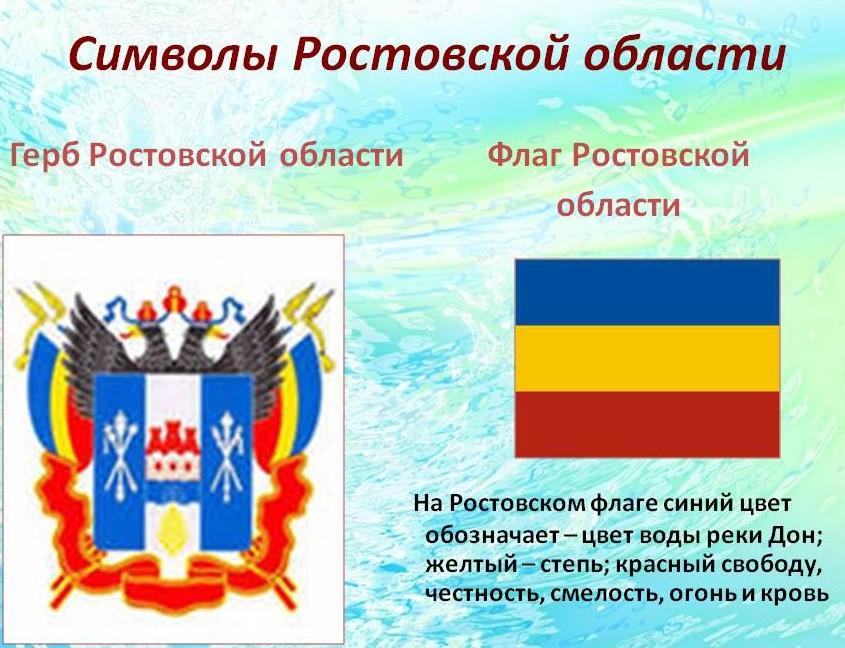 Символы Ростовской области
Герб Ростовской области
Флаг Ростовской
области
На Ростовском флаге синий цвет
обозначает – цвет воды реки Дон;
желтый – степь; красный свободу,
честность, смелость, огонь и кровь